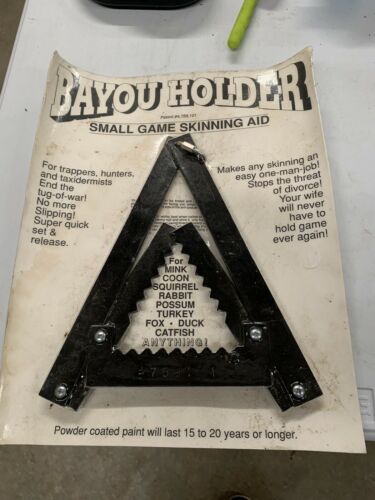 BAYOU HOLDER
SMALL GAME SKINNING AID
For trappers, hunters,
and taxidermists
End the
tug-of-war!
No more
Slipping!
Super quick
set &
release.
Makes any skinning an
easy one-man-job!
Stops the threat
of divorce!
Your wife
will never
have to
hold game
ever again!
For
MINK
COON
SQUIRREL
RABBIT
POSSUM
TURKEY
FOX • DUCK
CATFISH
ANYTHING!
Powder coated paint will last 15 to 20 years or longer.